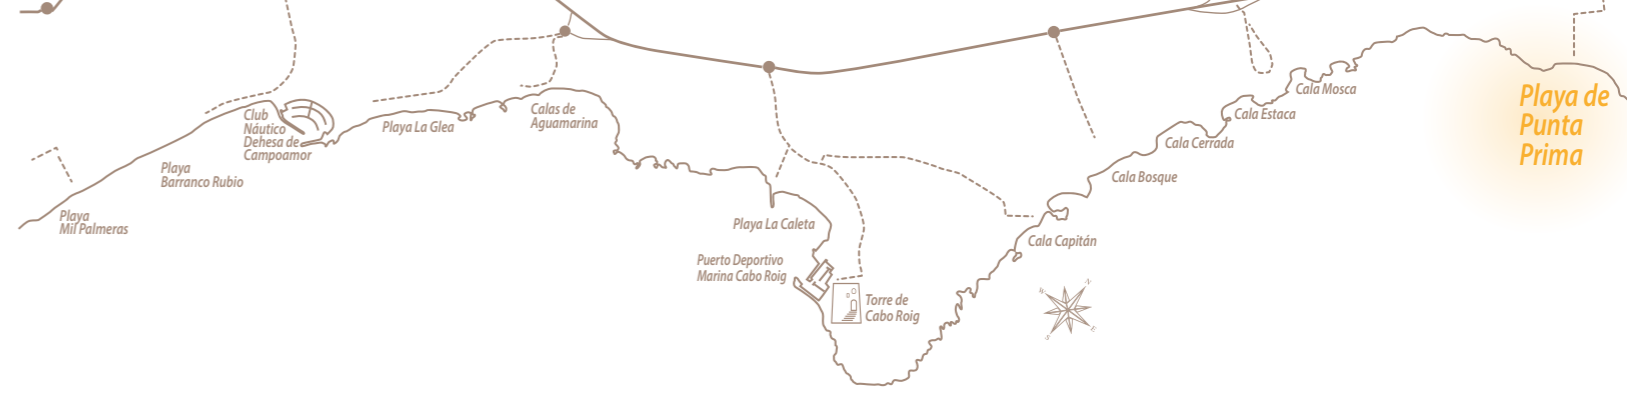 Playa
Mil Palmeras
Playa
Barranco Rubio
Club
Náutico
Dehesa de
Campoamor
Playa La Glea
Calas de
Aguamarina
Playa La Caleta
Puerto Deportivo
Marina Cabo Roig
Torre de
Cabo Roig
Cala Capitán
Cala Bosque
Cala Cerrada
Cala Estaca
Cala Mosca
Playa de
Punta
Prima
N
W
E
S